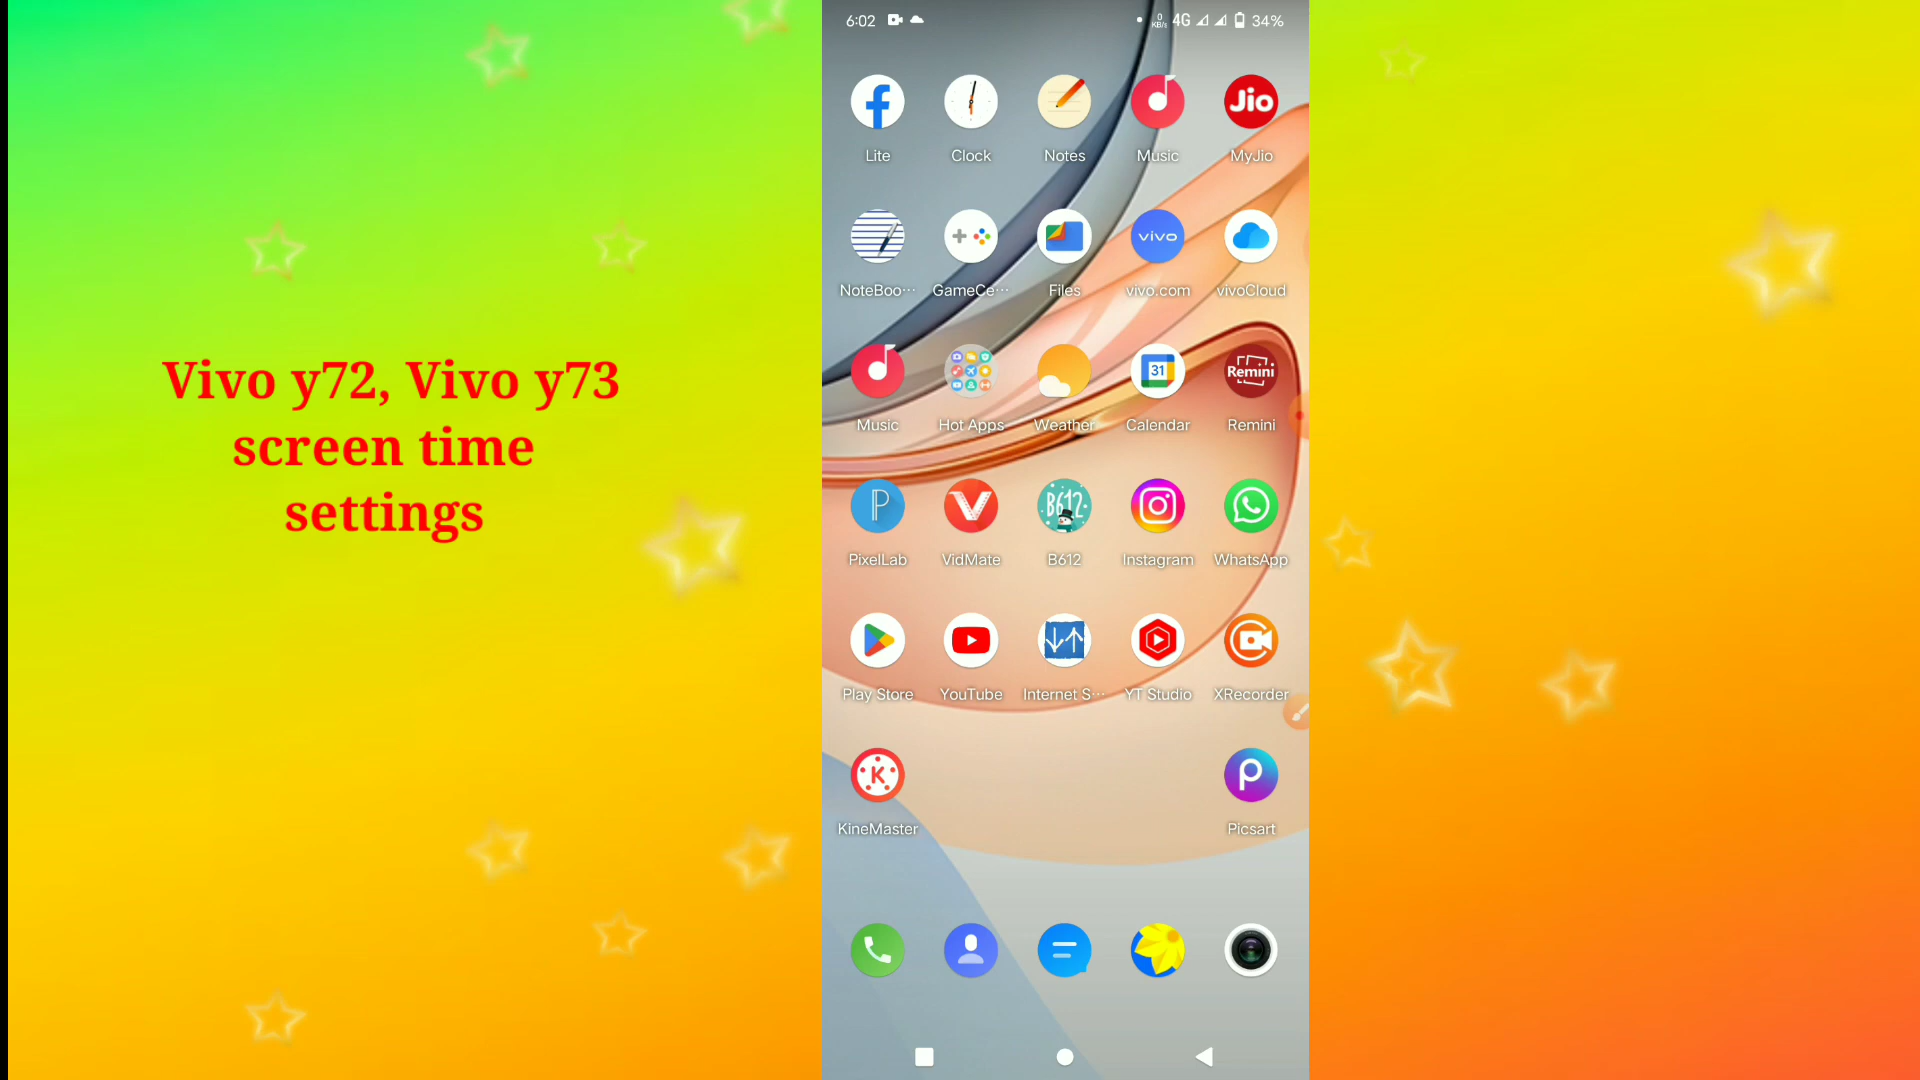 Vivo y72, Vivo y73
screen time
settings
6:02
0
KB/s
4G
34%
Jio
Lite
Clock
Notes
Music
MyJio
vivo
NoteBoo...
GameCe...
Files
vivo.com
vivoCloud
31
Remini
Music
Hot Apps
Weather
Calendar
Remini
B612
PixelLab
VidMate
B612
Instagram
WhatsApp
Play Store
YouTube
Internet S...
YT Studio
XRecorder
K
KineMaster
Picsart